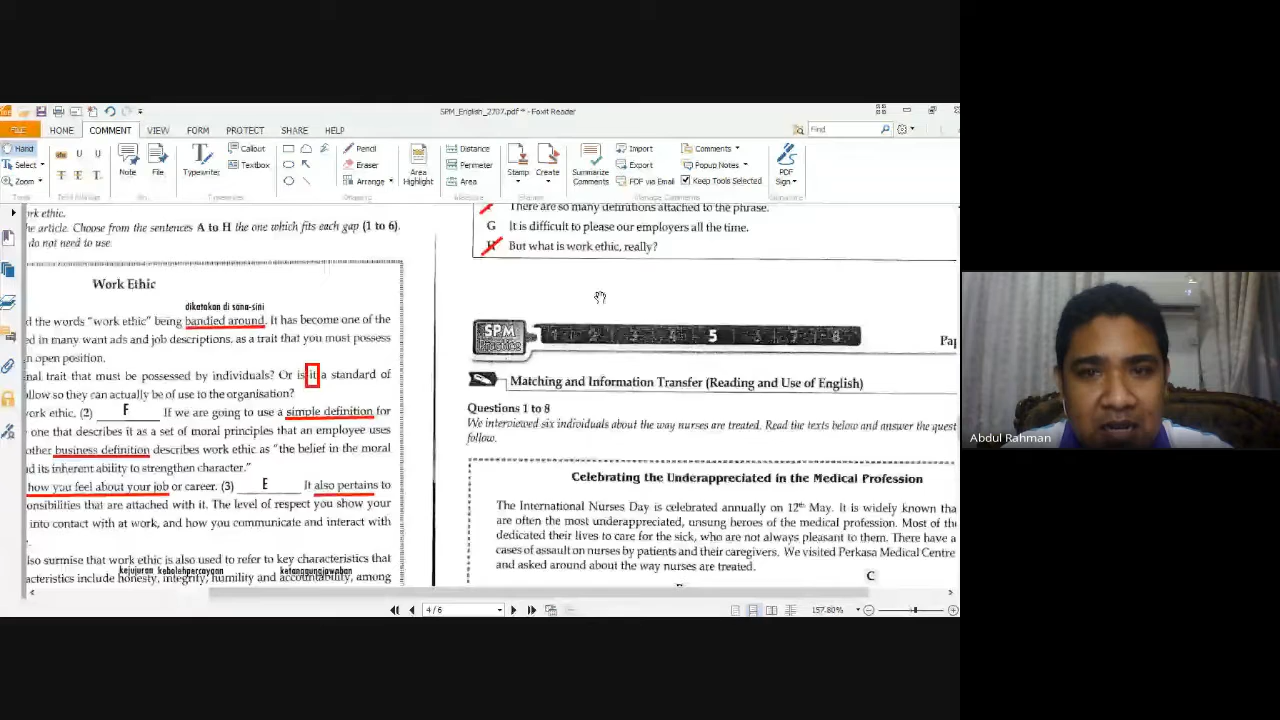 SPM_English_2707.pdf * - Foxit Reader
FILE HOME COMMENT VIEW FORM PROTECT SHARE HELP
Find
Hand
Select
Zoom
Tools
Note
File
Typewriter
Callout
Textbox
Pencil
Eraser
Arrange
Area Highlight
Distance
Perimeter
Area
Stamp
Create
Summarize Comments
Import
Export
PDF via Email
Comments
Popup Notes
Keep Tools Selected
Manage Comments
PDF Sign
rk ethic.
he article. Choose from the sentences A to H the one which fits each gap (1 to 6).
do not need to use.
Work Ethic
dikatakan di sana-sini
d the words "work ethic" being bandied around. It has become one of the
ed in many want ads and job descriptions, as a trait that you must possess
n open position.
nal trait that must be possessed by individuals? Or is it a standard of
llow so they can actually be of use to the organisation?
vork ethic. (2) F If we are going to use a simple definition for
one that describes it as a set of moral principles that an employee uses
other business definition describes work ethic as "the belief in the moral
d its inherent ability to strengthen character."
how you feel about your job or career. (3) E It also pertains to
onsibilities that are attached with it. The level of respect you show your
into contact with at work, and how you communicate and interact with
lso surmise that work ethic is also used to refer to key characteristics that
kejujuran kebolehpercayaan ketanggungjawaban
acteristics include honesty, integrity, humility and accountability, among
There are so many definitions attached to the phrase.
G It is difficult to please our employers all the time.
H But what is work ethic, really?
SPM Practice 1 2 3 4 5 6 7 8
Pap
Matching and Information Transfer (Reading and Use of English)
Questions 1 to 8
We interviewed six individuals about the way nurses are treated. Read the texts below and answer the quest
follow.
Celebrating the Underappreciated in the Medical Profession
The International Nurses Day is celebrated annually on 12th May. It is widely known tha
are often the most underappreciated, unsung heroes of the medical profession. Most of th
dedicated their lives to care for the sick, who are not always pleasant to them. There have a
cases of assault on nurses by patients and their caregivers. We visited Perkasa Medical Centre
and asked around about the way nurses are treated.
C
4 / 6
157.80%
Abdul Rahman